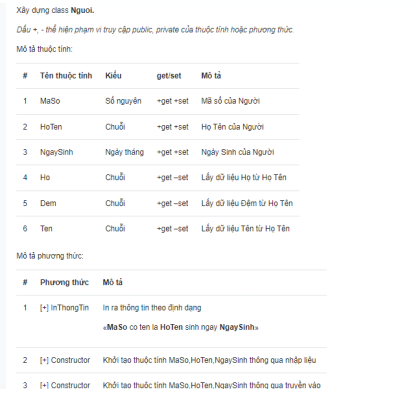 Xây dựng class Nguoi.
Dấu +, - thể hiện phạm vi truy cập public, private của thuộc tính hoặc phương thức.
Mô tả thuộc tính:
# Tên thuộc tính Kiểu get/set Mô tả
1 MaSo Số nguyên +get +set Mã số của Người
2 HoTen Chuỗi +get +set Họ Tên của Người
3 NgaySinh Ngày tháng +get +set Ngày Sinh của Người
4 Ho Chuỗi +get –set Lấy dữ liệu Họ từ Họ Tên
5 Dem Chuỗi +get –set Lấy dữ liệu Đệm từ Họ Tên
6 Ten Chuỗi +get –set Lấy dữ liệu Tên từ Họ Tên
Mô tả phương thức:
# Phương thức Mô tả
1 [+] InThongTin In ra thông tin theo định dạng
«MaSo co ten la HoTen sinh ngay NgaySinh»
2 [+] Constructor Khởi tạo thuộc tính MaSo,HoTen,NgaySinh thông qua nhập liệu
3 [+] Constructor Khởi tạo thuộc tính MaSo,HoTen,NgaySinh thông qua truyền vào